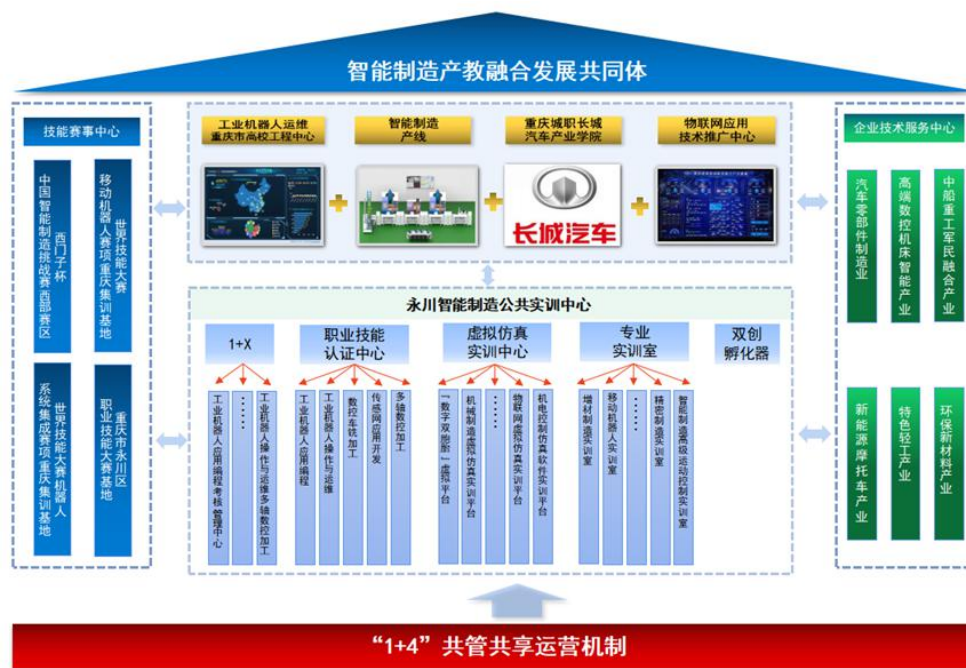 智能制造产教融合发展共同体
技能赛事中心
中国智能制造挑战赛西部赛区
西门子杯
移动机器人赛项重庆集训基地
世界技能大赛
系统集成赛项重庆集训基地
世界技能大赛机器人
职业技能大赛基地
重庆市永川区
工业机器人运维
重庆市高校工程中心
智能制造
产线
重庆城职长城
汽车产业学院
物联网应用
技术推广中心
长城汽车
永川智能制造公共实训中心
1+X
工业机器人应用编程考核管理中心
······
工业机器人操作与运维多轴数控加工
职业技能
认证中心
工业机器人应用编程
工业机器人操作与运维
数控车铣加工
传感网应用开发
多轴数控加工
虚拟仿真
实训中心
“数字双胞胎”虚拟平台
机械制造虚拟仿真实训平台
······
物联网虚拟仿真实训平台
机电控制仿真软件实训平台
专业
实训室
增材制造实训室
移动机器人实训室
······
精密制造实训室
智能制造高级运动控制实训室
双创
孵化器
企业技术服务中心
汽车零部件制造业
高端数控机床智能产业
中船重工军民融合产业
新能源摩托车产业
特色轻工产业
环保新材料产业
“1+4”共管共享运营机制